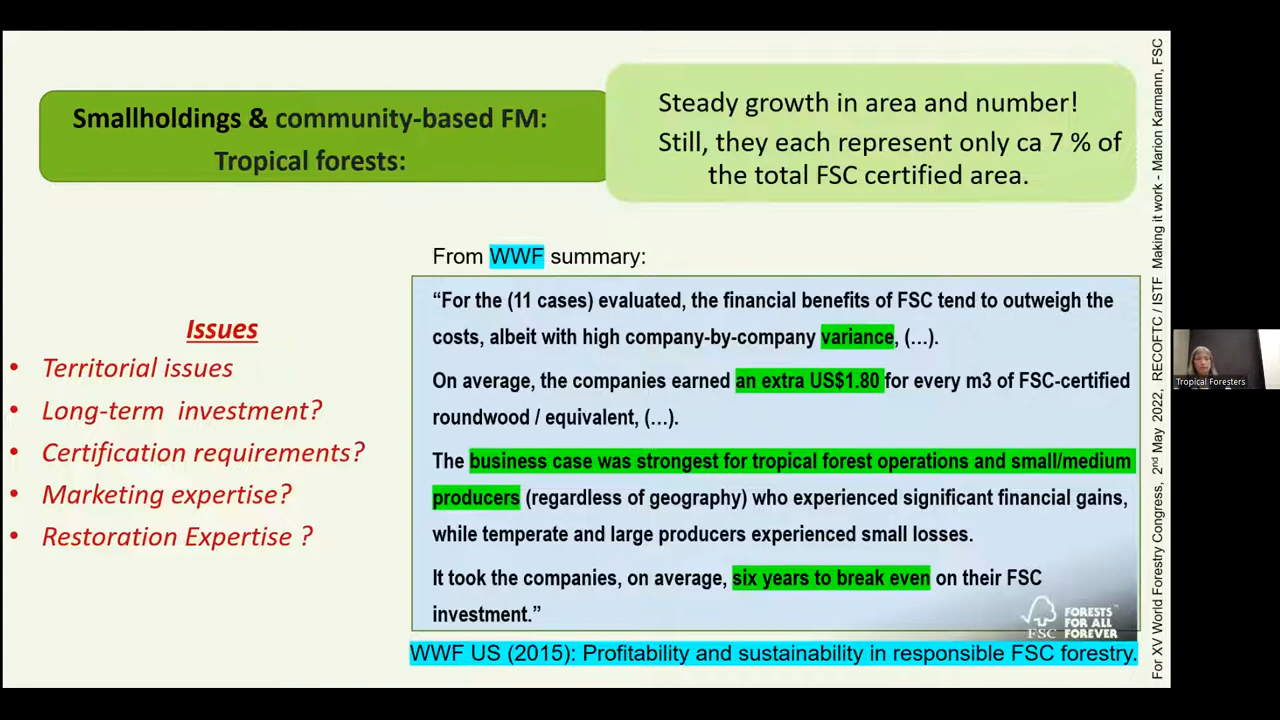 Smallholdings & community-based FM:
Tropical forests:
Steady growth in area and number!
Still, they each represent only ca 7 % of
the total FSC certified area.
Issues
• Territorial issues
• Long-term investment?
• Certification requirements?
• Marketing expertise?
• Restoration Expertise ?
From WWF summary:
“For the (11 cases) evaluated, the financial benefits of FSC tend to outweigh the
costs, albeit with high company-by-company variance, (…).
On average, the companies earned an extra US$1.80 for every m3 of FSC-certified
roundwood / equivalent, (…).
The business case was strongest for tropical forest operations and small/medium
producers (regardless of geography) who experienced significant financial gains,
while temperate and large producers experienced small losses.
It took the companies, on average, six years to break even on their FSC
investment.”
FSC
FORESTS
FOR ALL
FOREVER
WWF US (2015): Profitability and sustainability in responsible FSC forestry.
For XV World Forestry Congress, 2nd May 2022, RECOFTC / ISTF Making it work - Marion Karmann, FSC
Tropical Foresters